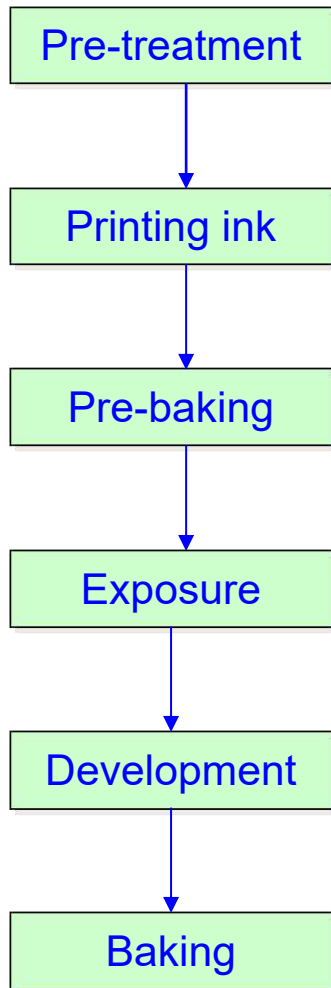 Pre-treatment
Printing ink
Pre-baking
Exposure
Development
Baking